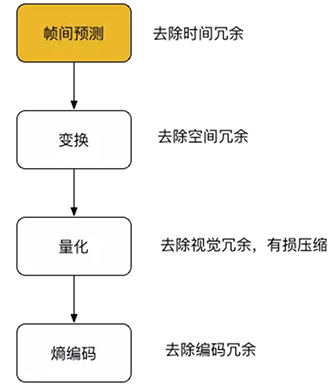 帧间预测 去除时间冗余
变换 去除空间冗余
量化 去除视觉冗余，有损压缩
熵编码 去除编码冗余